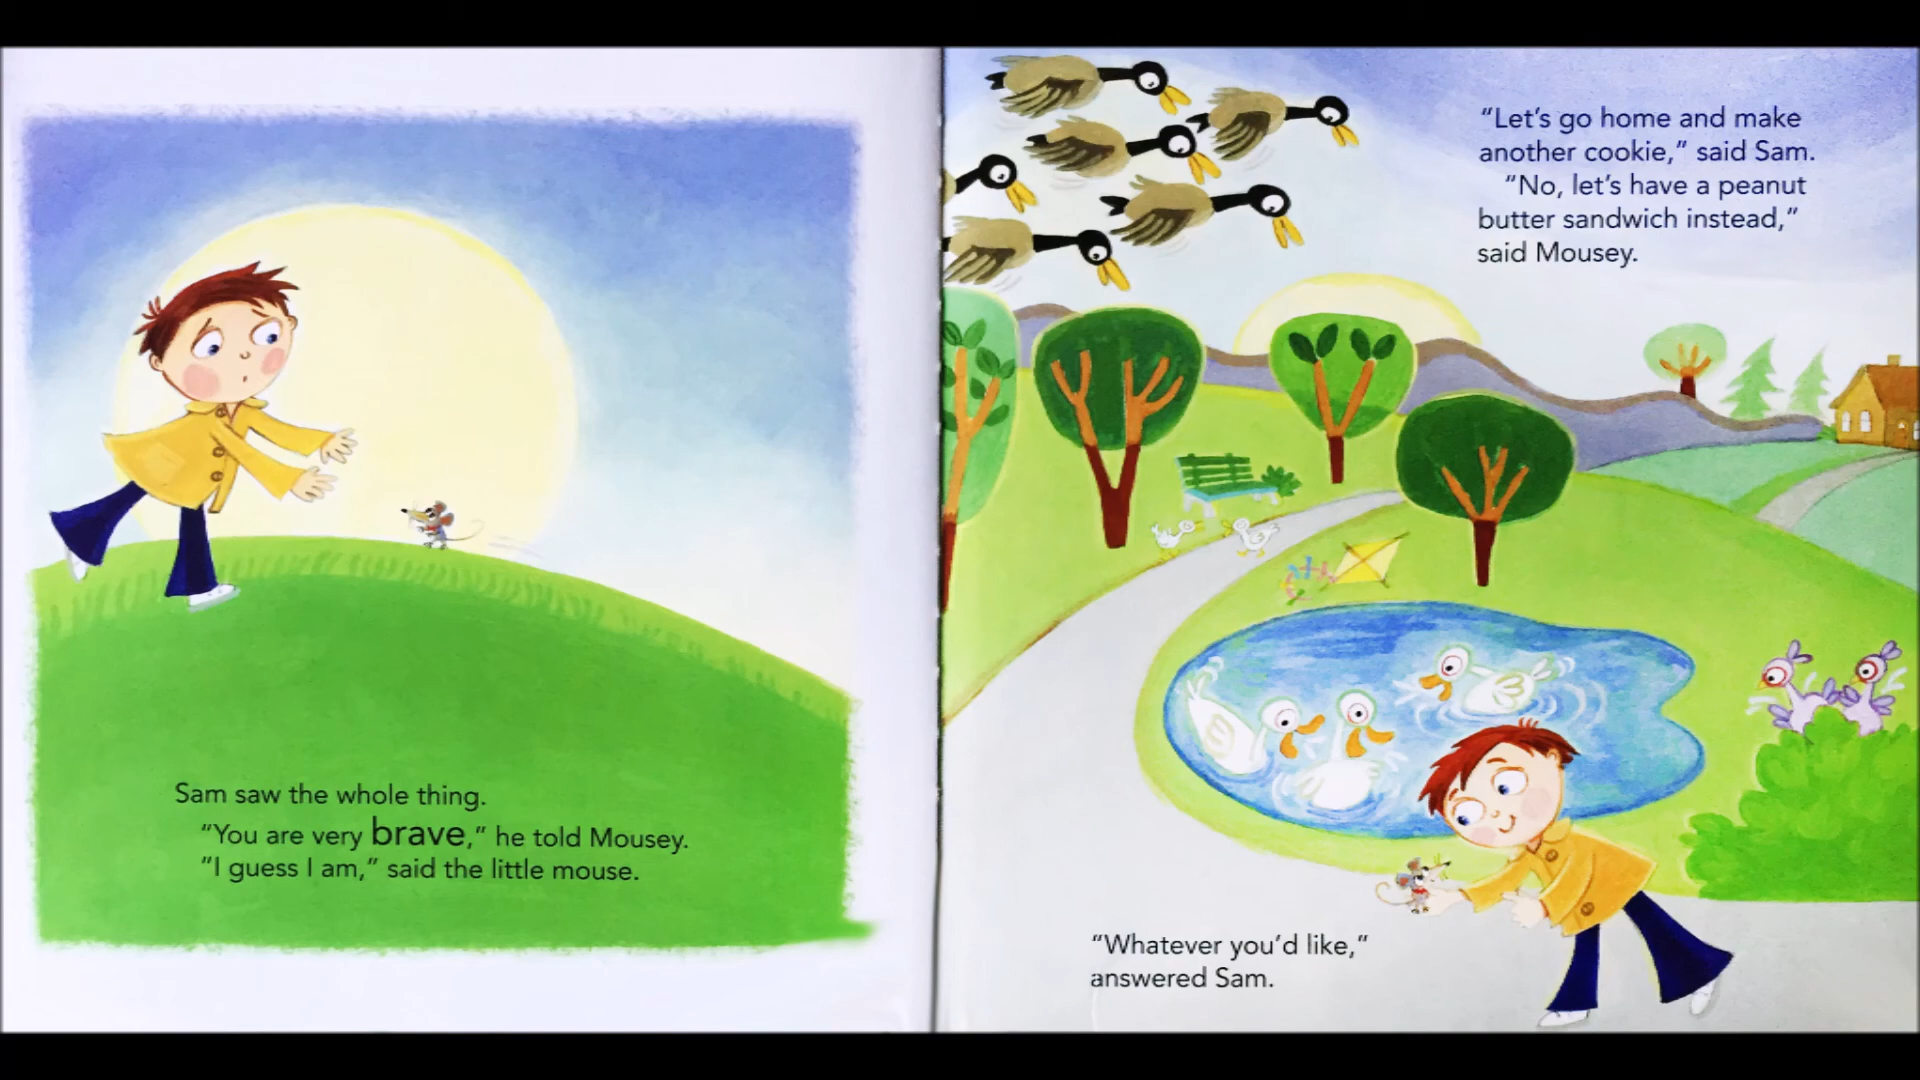 Sam saw the whole thing.
“You are very brave,” he told Mousey.
“I guess I am,” said the little mouse.
“Let’s go home and make
another cookie,” said Sam.
“No, let’s have a peanut
butter sandwich instead,”
said Mousey.
“Whatever you’d like,”
answered Sam.